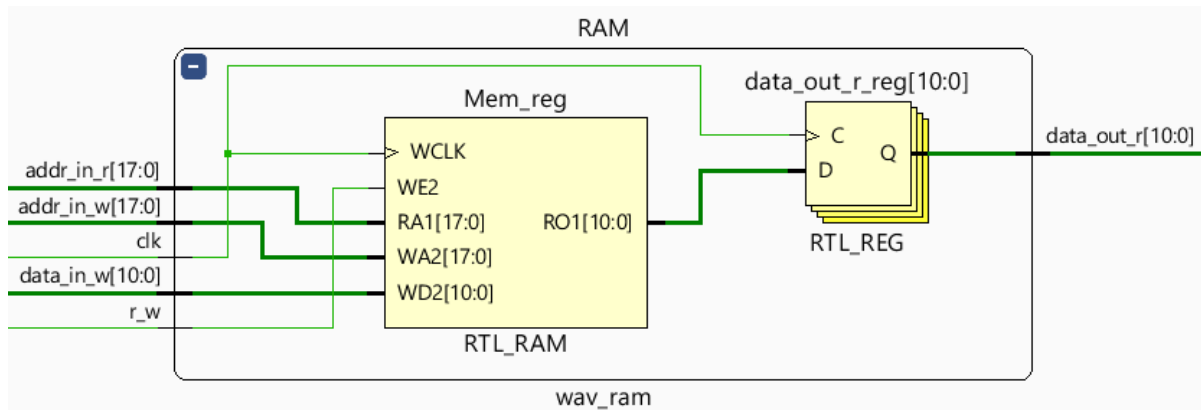 RAM
Mem_reg
data_out_r_reg[10:0]
addr_in_r[17:0]
addr_in_w[17:0]
clk
data_in_w[10:0]
r_w
WCLK
WE2
RA1[17:0]
RO1[10:0]
WA2[17:0]
WD2[10:0]
RTL_RAM
C
D
Q
RTL_REG
data_out_r[10:0]
wav_ram